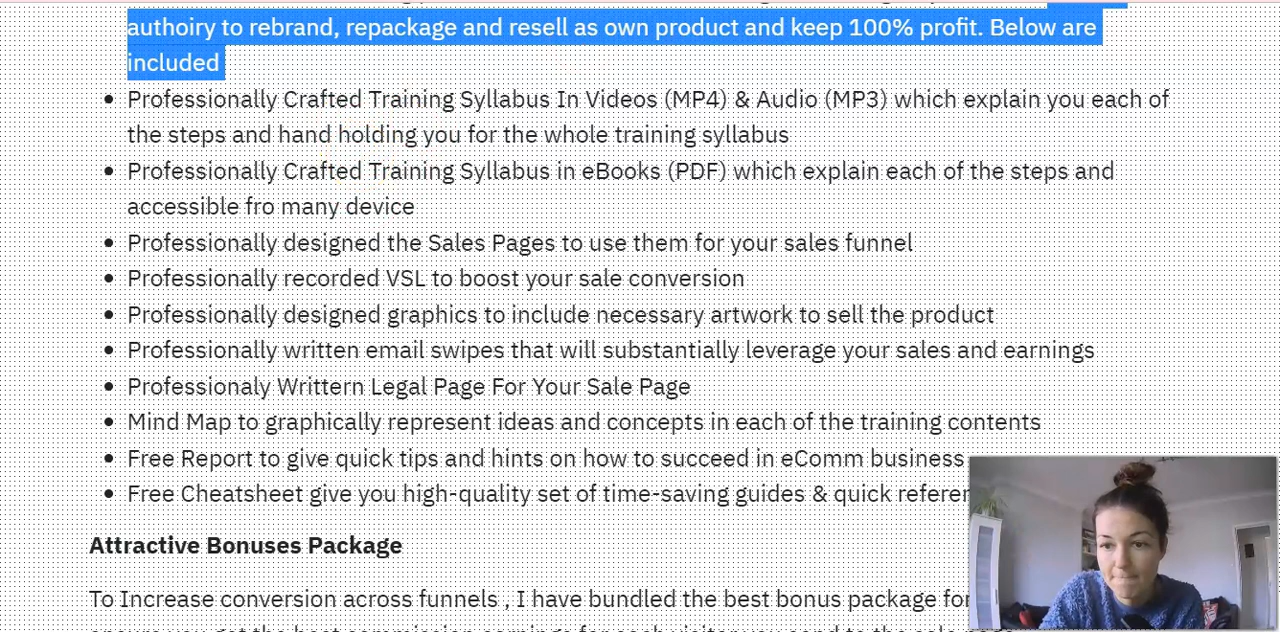 authoiry to rebrand, repackage and resell as own product and keep 100% profit. Below are
included
Professionally Crafted Training Syllabus In Videos (MP4) & Audio (MP3) which explain you each of
the steps and hand holding you for the whole training syllabus
Professionally Crafted Training Syllabus in eBooks (PDF) which explain each of the steps and
accessible fro many device
Professionally designed the Sales Pages to use them for your sales funnel
Professionally recorded VSL to boost your sale conversion
Professionally designed graphics to include necessary artwork to sell the product
Professionally written email swipes that will substantially leverage your sales and earnings
Professionaly Writtern Legal Page For Your Sale Page
Mind Map to graphically represent ideas and concepts in each of the training contents
Free Report to give quick tips and hints on how to succeed in eComm business
Free Cheatsheet give you high-quality set of time-saving guides & quick
Attractive Bonuses Package
To Increase conversion across funnels , I have bundled the best bonus package for